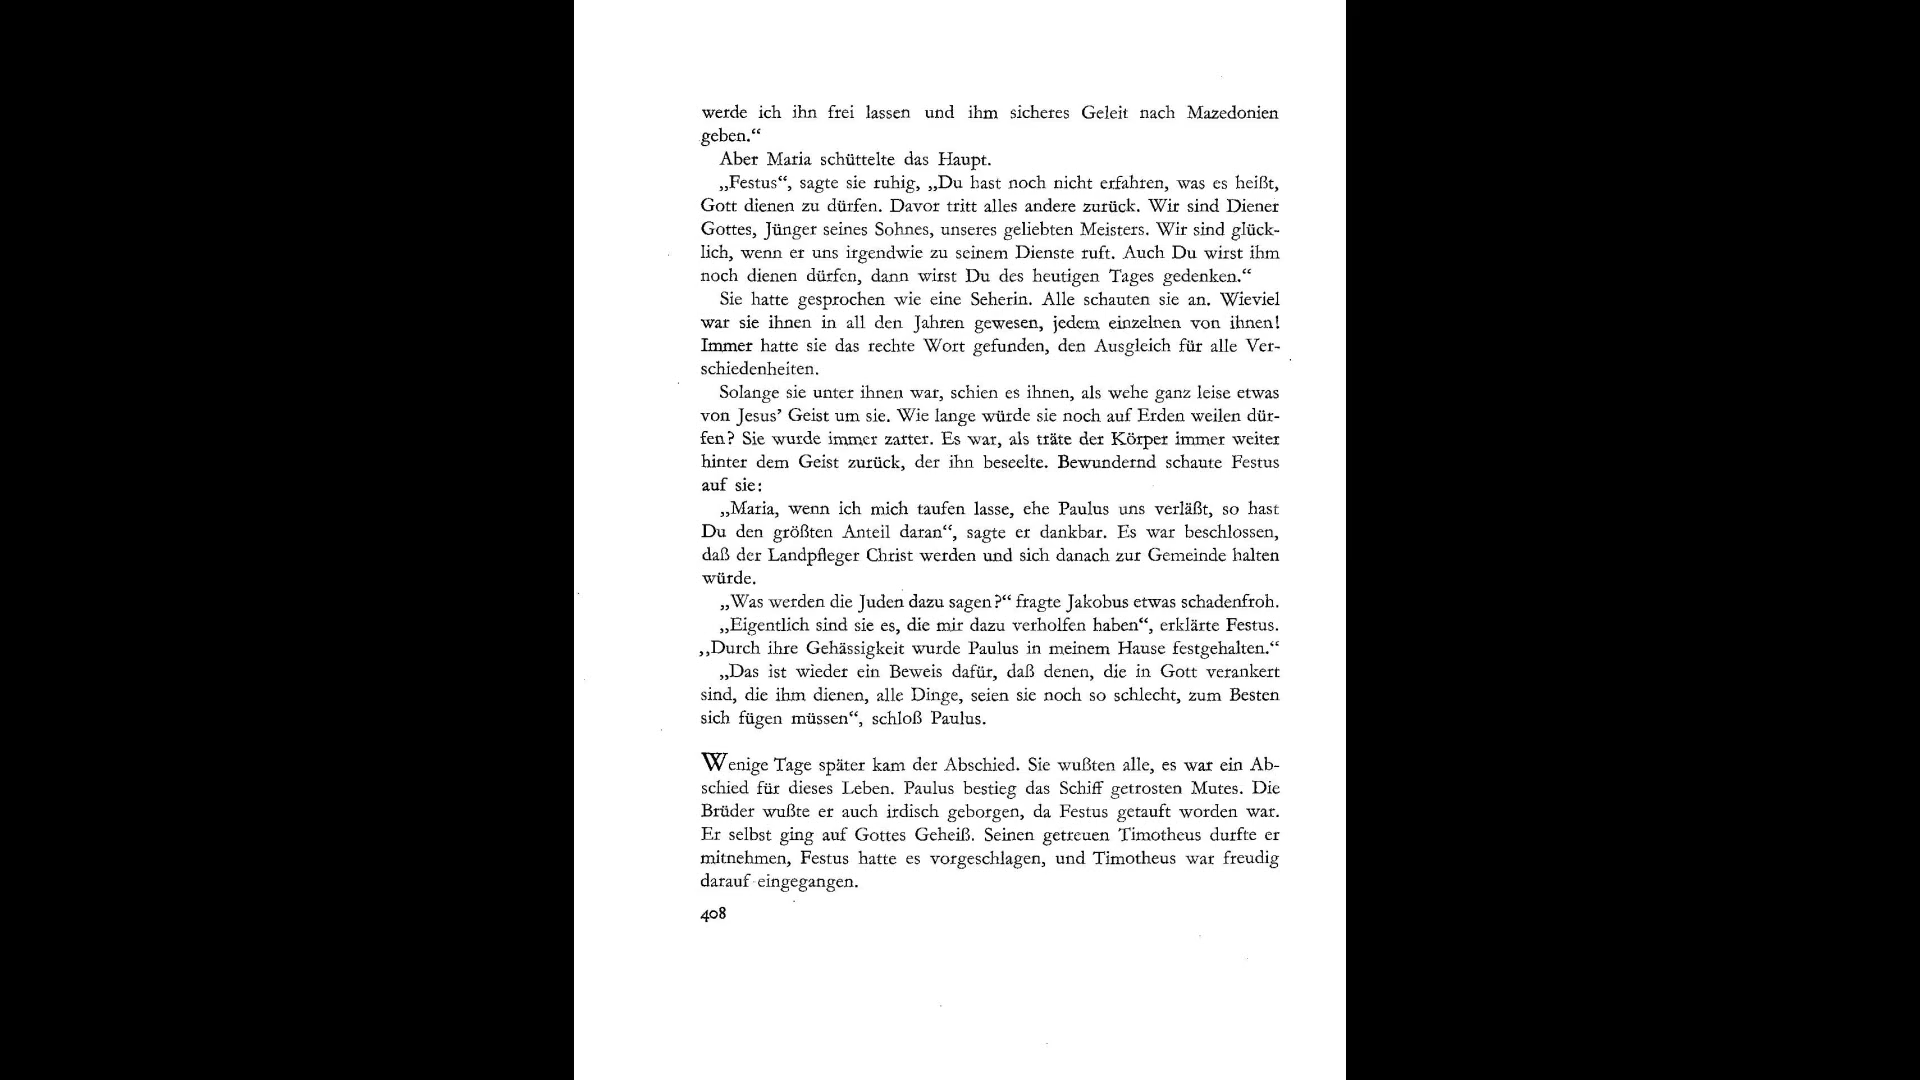 werde ich ihn frei lassen und ihm sicheres Geleit nach Mazedonien
geben.“
Aber Maria schüttelte das Haupt.
„Festus“, sagte sie ruhig, „Du hast noch nicht erfahren, was es heißt,
Gott dienen zu dürfen. Davor tritt alles andere zurück. Wir sind Diener
Gottes, Jünger seines Sohnes, unseres geliebten Meisters. Wir sind glück-
lich, wenn er uns irgendwie zu seinem Dienste ruft. Auch Du wirst ihm
noch dienen dürfen, dann wirst Du des heutigen Tages gedenken.“
Sie hatte gesprochen wie eine Seherin. Alle schauten sie an. Wieviel
war sie ihnen in all den Jahren gewesen, jedem einzelnen von ihnen!
Immer hatte sie das rechte Wort gefunden, den Ausgleich für alle Ver-
schiedenheiten.
Solange sie unter ihnen war, schien es ihnen, als wehe ganz leise etwas
von Jesus’ Geist um sie. Wie lange würde sie noch auf Erden weilen dür-
fen? Sie wurde immer zarter. Es war, als träte der Körper immer weiter
hinter dem Geist zurück, der ihn beseelte. Bewundernd schaute Festus
auf sie:
„Maria, wenn ich mich taufen lasse, ehe Paulus uns verläßt, so hast
Du den größten Anteil daran“, sagte er dankbar. Es war beschlossen,
daß der Landpfleger Christ werden und sich danach zur Gemeinde halten
würde.
„Was werden die Juden dazu sagen?“ fragte Jakobus etwas schadenfroh.
„Eigentlich sind sie es, die mir dazu verholfen haben“, erklärte Festus.
„Durch ihre Gehässigkeit wurde Paulus in meinem Hause festgehalten.“
„Das ist wieder ein Beweis dafür, daß denen, die in Gott verankert
sind, die ihm dienen, alle Dinge, seien sie noch so schlecht, zum Besten
sich fügen müssen“, schloß Paulus.
Wenige Tage später kam der Abschied. Sie wußten alle, es war ein Ab-
schied für dieses Leben. Paulus bestieg das Schiff getrosten Mutes. Die
Brüder wußte er auch irdisch geborgen, da Festus getauft worden war.
Er selbst ging auf Gottes Geheiß. Seinen getreuen Timotheus durfte er
mitnehmen, Festus hatte es vorgeschlagen, und Timotheus war freudig
darauf eingegangen.
408